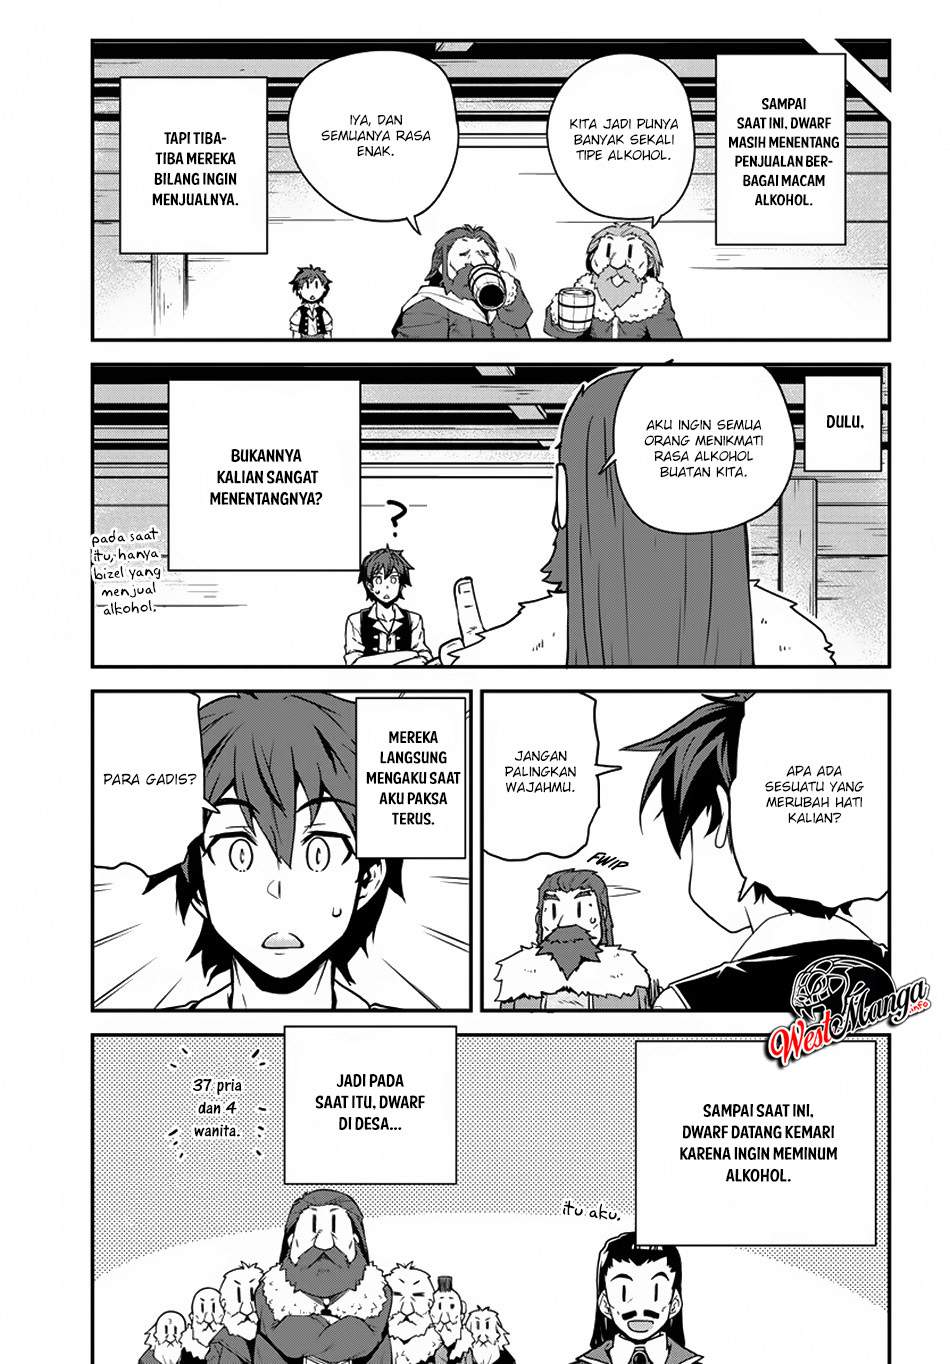 SAMPAI
SAAT INI, DWARF
MASIH MENENTANG
PENJUALAN BER-
BAGAI MACAM
ALKOHOL.
KITA JADI PUNYA
BANYAK SEKALI
TIPE ALKOHOL.
IYA, DAN
SEMUANYA RASA
ENAK.
TAPI TIBA-
TIBA MEREKA
BILANG INGIN
MENJUALNYA.
DULU,
AKU INGIN SEMUA
ORANG MENIKMATI
RASA ALKOHOL
BUATAN KITA.
BUKANNYA
KALIAN SANGAT
MENENTANGNYA?
?
pada saat
itu, hanya
bizel yang
menjual
alkohol.
APA ADA
SESUATU YANG
MERUBAH HATI
KALIAN?
JANGAN
PALINGKAN
WAJAHMU.
FWIP
MEREKA
LANGSUNG
MENGAKU SAAT
AKU PAKSA
TERUS.
PARA GADIS?
WestManga
.info
SAMPAI SAAT INI,
DWARF DATANG KEMARI
KARENA INGIN MEMINUM
ALKOHOL.
itu aku.
JADI PADA
SAAT ITU, DWARF
DI DESA...
37 pria
dan 4
wanita.